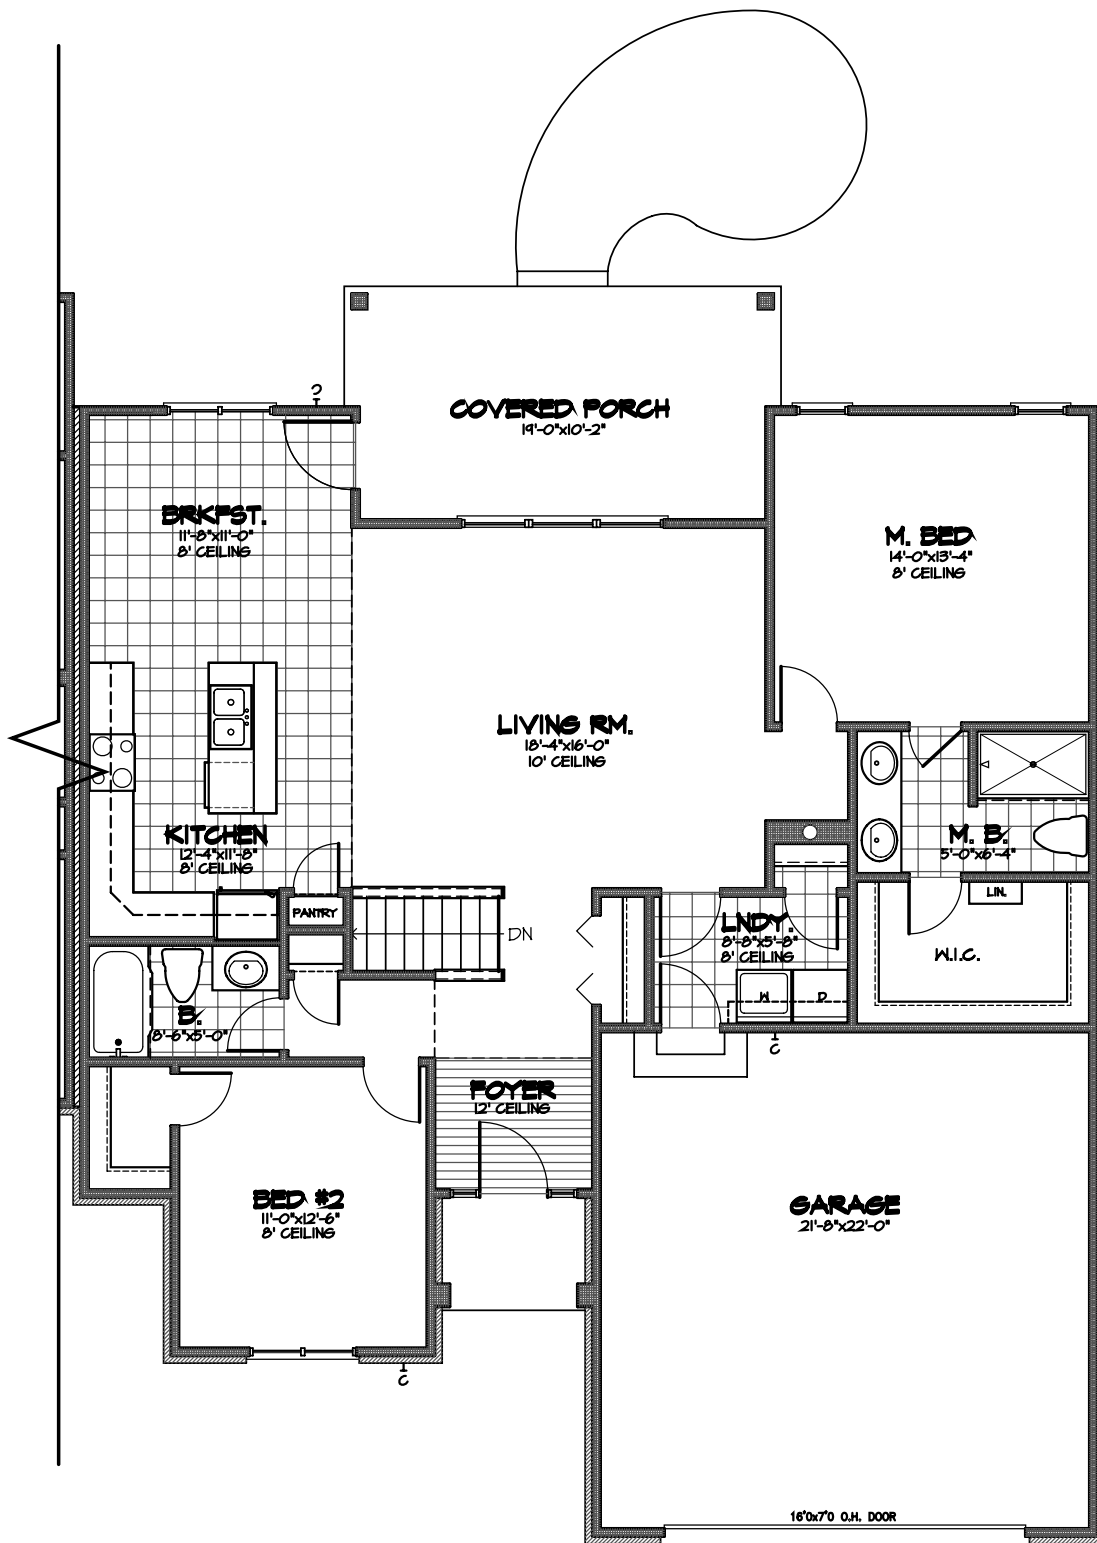 COVERED PORCH
19'-0"x10'-2"
BRKFST.
11'-8"x11'-0"
8' CEILING
M. BED
14'-0"x13'-4"
8' CEILING
LIVING RM.
18'-4"x16'-0"
10' CEILING
KITCHEN
12'-4"x11'-8"
8' CEILING
M. B.
5'-0"x6'-4"
PANTRY
LIN.
LNDY.
8'-8"x5'-8"
8' CEILING
DN
W.I.C.
W
D
B.
8'-6"x5'-0"
C
FOYER
12' CEILING
BED #2
11'-0"x12'-6"
8' CEILING
GARAGE
21'-8"x22'-0"
C
16'0x7'0 O.H. DOOR